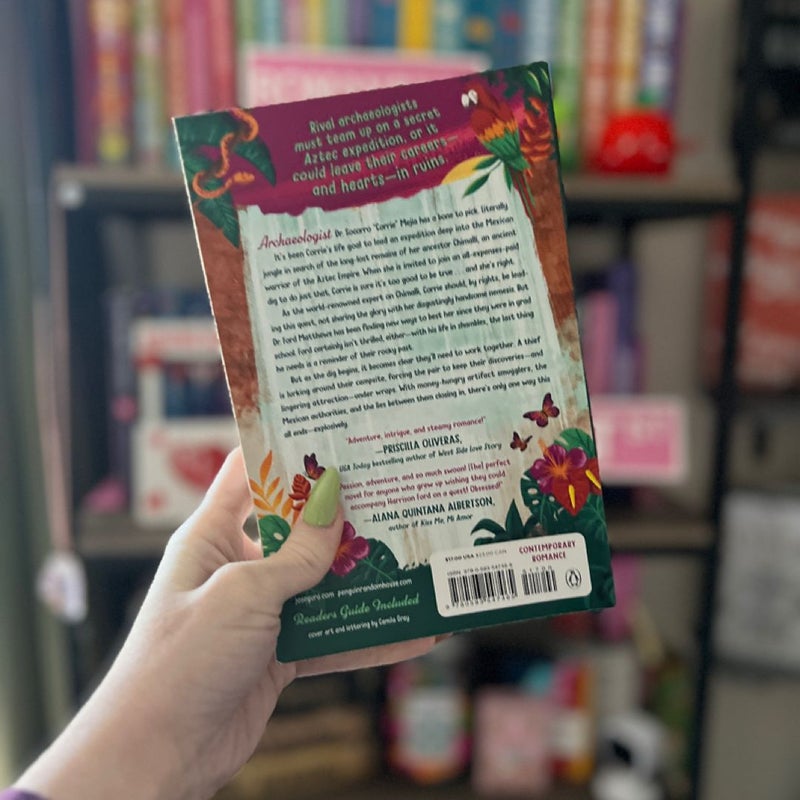 Rival archaeologists
must team up on a secret
Aztec expedition, or it
could leave their careers—
and hearts—in ruins.
Archaeologist Dr. Socorro "Corrie" Mejía has a bone to pick. Literally.
It's been Corrie's life goal to lead an expedition deep into the Mexican
jungle in search of the long-lost remains of her ancestor Chimalli, an ancient
warrior of the Aztec Empire. When she is invited to join an all-expenses-paid
dig to do just that, Corrie is sure it's too good to be true . . . and she's right.
As the world-renowned expert on Chimalli, Corrie should, by rights, be lead-
ing this quest, not sharing the glory with her disgustingly handsome nemesis. But
Dr. Ford Matthews has been finding new ways to best her since they were in grad
school. Ford certainly isn't thrilled, either—with his life in shambles, the last thing
he needs is a reminder of their rocky past.
But as the dig begins, it becomes clear they'll need to work together. A thief
is lurking around their campsite, forcing the pair to keep their discoveries—and
lingering attraction—under wraps. With money-hungry artifact smugglers, the
Mexican authorities, and the lies between them closing in, there's only one way this
all ends—explosively.
"Adventure, intrigue, and steamy romance!"
—PRISCILLA OLIVERAS,
USA Today bestselling author of West Side Love Story
"Passion, adventure, and so much swoon! [The] perfect
novel for anyone who grew up wishing they could
accompany Harrison Ford on a quest! Obsessed!"
—ALANA QUINTANA ALBERTSON,
author of Kiss Me, Mi Amor
$17.00 USA $23.00 CAN
CONTEMPORARY
ROMANCE
josngura.com penguinrandomhouse.com
Readers Guide Included
cover art and lettering by Camila Gray